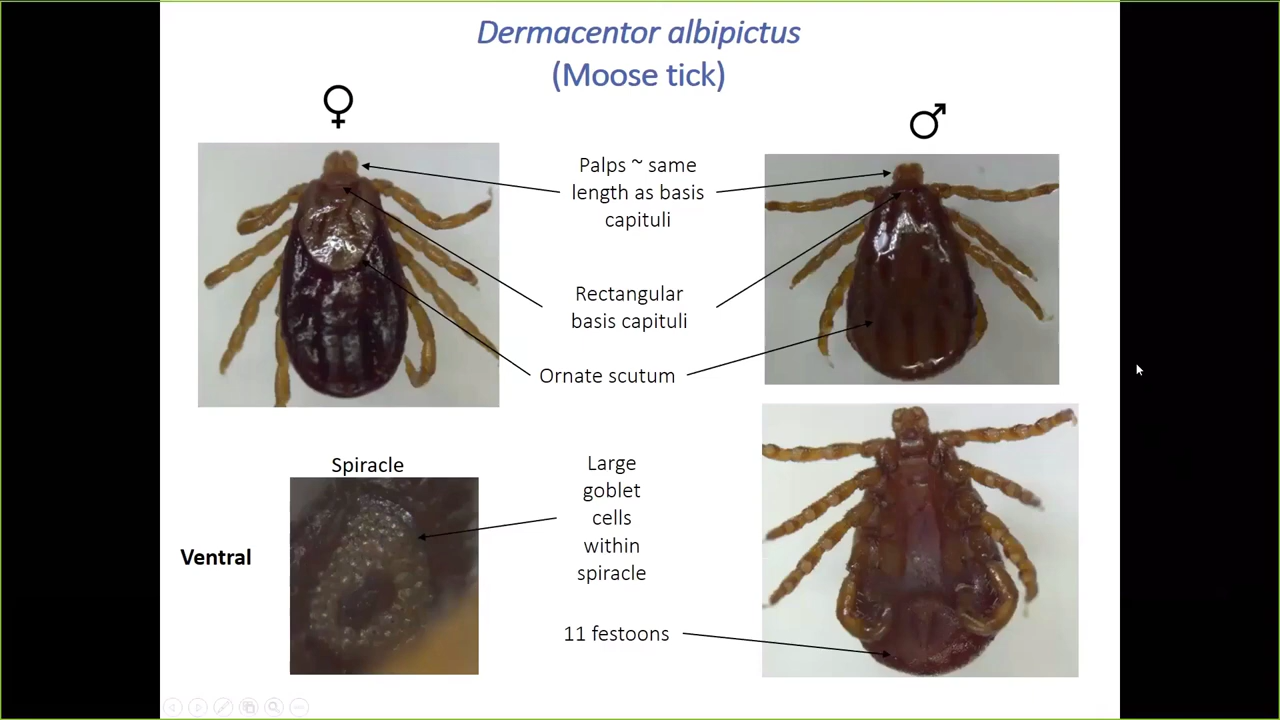 Dermacentor albipictus
(Moose tick)
♀
♂
Palps ~ same
length as basis
capituli
Rectangular
basis capituli
Ornate scutum
Spiracle
Large
goblet
cells
within
spiracle
Ventral
11 festoons